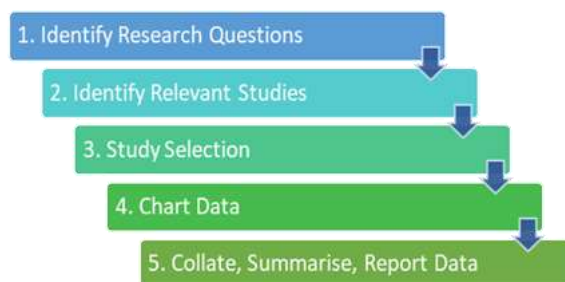 1. Identify Research Questions
2. Identify Relevant Studies
3. Study Selection
4. Chart Data
5. Collate, Summarise, Report Data